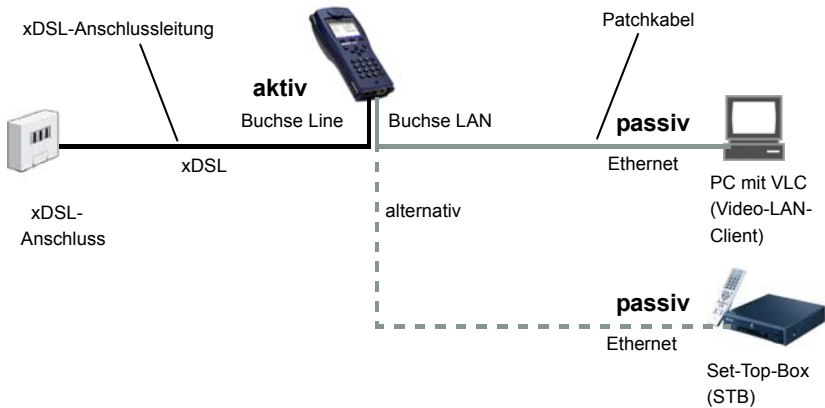 xDSL-Anschlussleitung
Patchkabel
aktiv
Buchse Line
Buchse LAN
passiv
xDSL
Ethernet
xDSL-
Anschluss
alternativ
PC mit VLC
(Video-LAN-
Client)
passiv
Ethernet
Set-Top-Box
(STB)